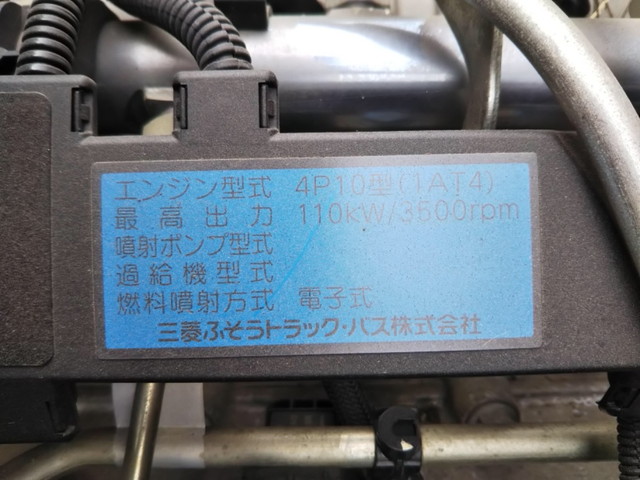 エンジン型式 4P10型(1AT4)
最高出力 110kW/3500rpm
噴射ポンプ型式
過給機型式
燃料噴射方式 電子式
三菱ふそうトラック・バス株式会社